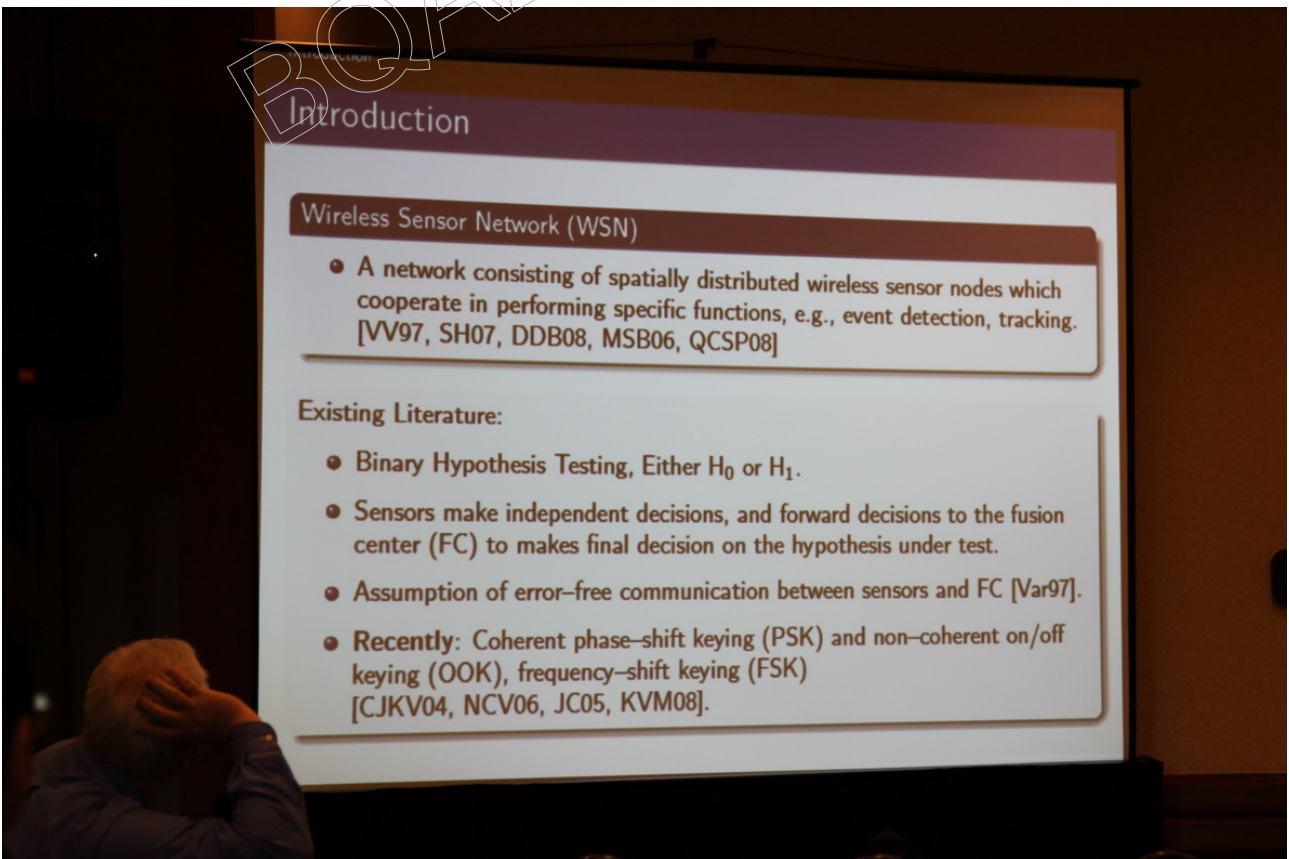 Introduction
Introduction
Wireless Sensor Network (WSN)
A network consisting of spatially distributed wireless sensor nodes which
cooperate in performing specific functions, e.g., event detection, tracking.
[VV97, SH07, DDB08, MSB06, QCSP08]
Existing Literature:
Binary Hypothesis Testing, Either H₀ or H₁.
Sensors make independent decisions, and forward decisions to the fusion
center (FC) to makes final decision on the hypothesis under test.
Assumption of error–free communication between sensors and FC [Var97].
Recently: Coherent phase–shift keying (PSK) and non–coherent on/off
keying (OOK), frequency–shift keying (FSK)
[CJKV04, NCV06, JC05, KVM08].